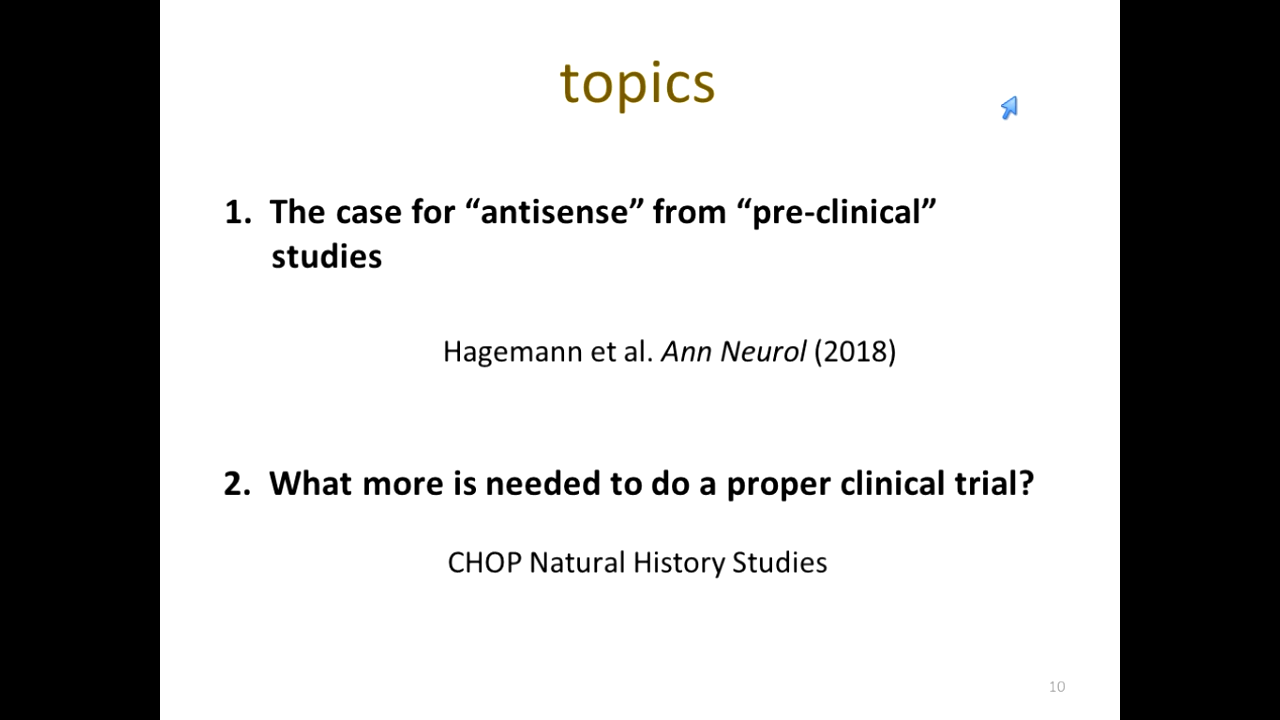 topics
1. The case for “antisense” from “pre-clinical”
studies
Hagemann et al. Ann Neurol (2018)
2. What more is needed to do a proper clinical trial?
CHOP Natural History Studies
10